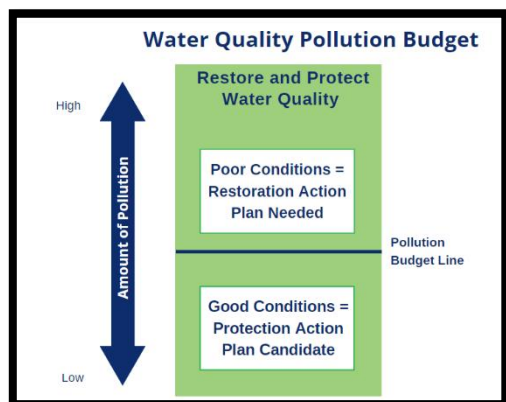 Water Quality Pollution Budget
Restore and Protect
Water Quality
High
Poor Conditions =
Restoration Action
Plan Needed
Amount of Pollution
Pollution
Budget Line
Good Conditions =
Protection Action
Plan Candidate
Low